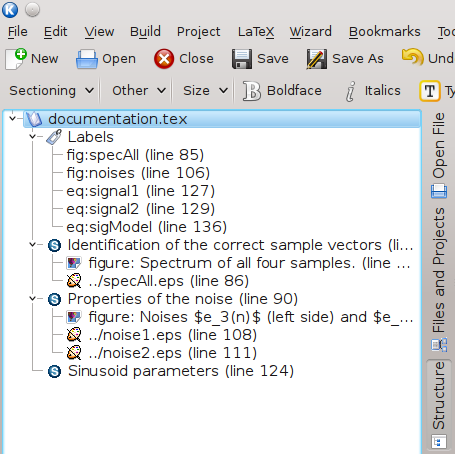 File Edit View Build Project LaTeX Wizard Bookmarks
New Open Close Save Save As
Sectioning Other Size B Boldface i Italics T
documentation.tex
Labels
fig:specAll (line 85)
fig:noises (line 106)
eq:signal1 (line 127)
eq:signal2 (line 129)
eq:sigModel (line 136)
Identification of the correct sample vectors (li...
figure: Spectrum of all four samples. (line ...
../specAll.eps (line 86)
Properties of the noise (line 90)
figure: Noises $e_3(n)$ (left side) and $e_...
../noise1.eps (line 108)
../noise2.eps (line 111)
Sinusoid parameters (line 124)
Open File
Files and Projects
Structure